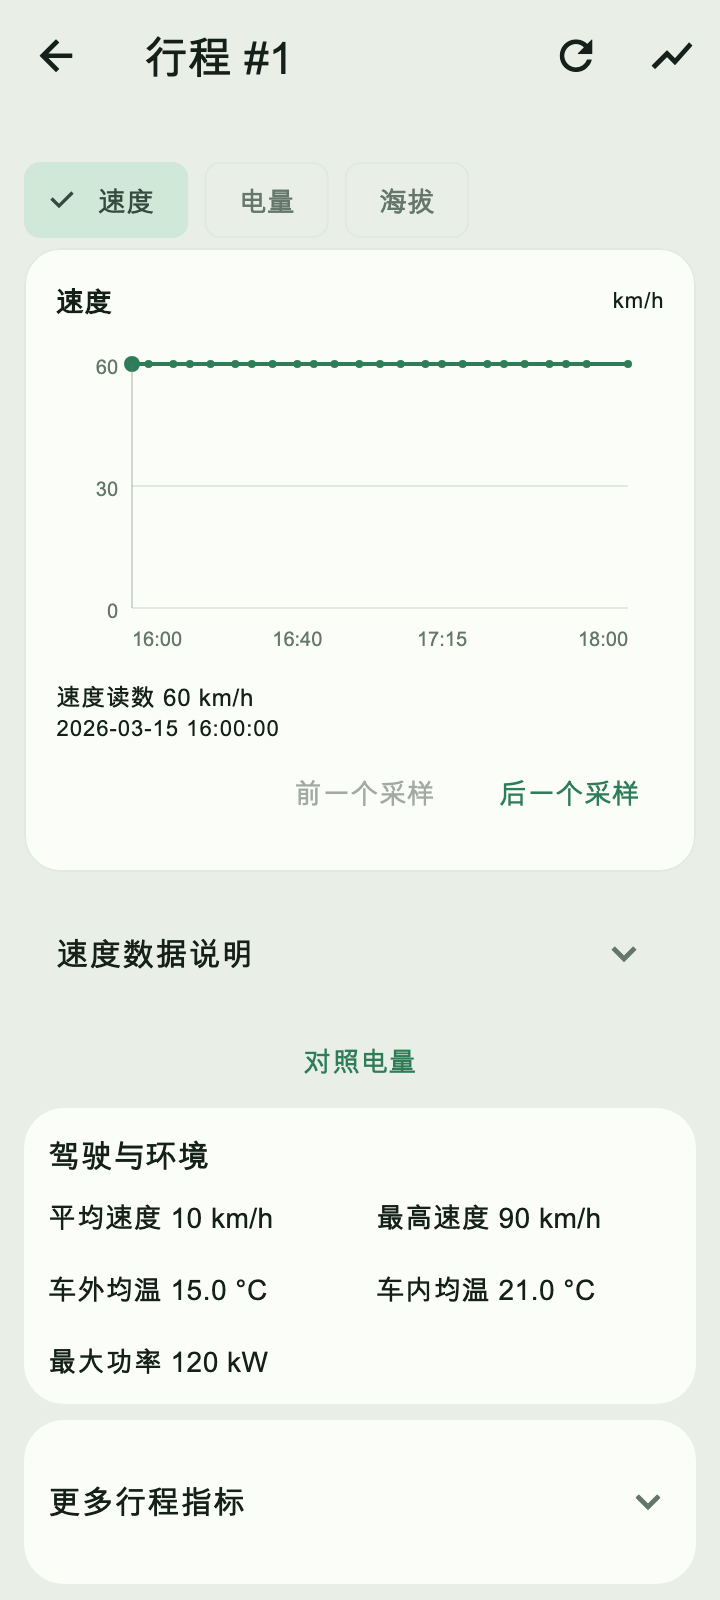 行程 #1
速度
电量
海拔
速度
km/h
60
30
0
16:00
16:40
17:15
18:00
速度读数 60 km/h
2026-03-15 16:00:00
前一个采样
后一个采样
速度数据说明
对照电量
驾驶与环境
平均速度 10 km/h
最高速度 90 km/h
车外均温 15.0 °C
车内均温 21.0 °C
最大功率 120 kW
更多行程指标